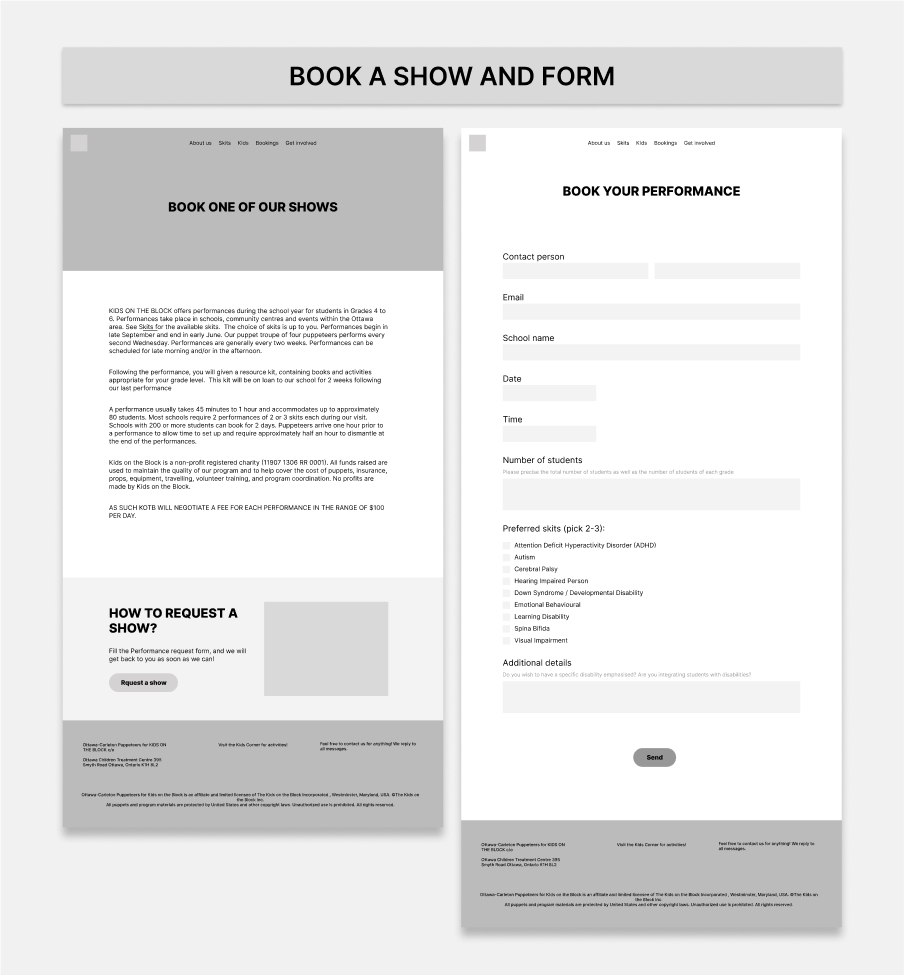 BOOK A SHOW AND FORM
About us Skits Kids Bookings Get involved
BOOK ONE OF OUR SHOWS
KIDS ON THE BLOCK offers performances during the school year for students in Grades 4 to
6. Performances take place in schools, community centres and events within the Ottawa
area. See Skits for the available skits. The choice of skits is up to you. Performances begin in
late September and end in early June. Our puppet troupe of four puppeteers performs every
second Wednesday. Performances are generally every two weeks. Performances can be
scheduled for late morning and/or in the afternoon.
Following the performance, you will given a resource kit, containing books and activities
appropriate for your grade level. This kit will be on loan to our school for 2 weeks following
our last performance
A performance usually takes 45 minutes to 1 hour and accommodates up to approximately
80 students. Most schools require 2 performances of 2 or 3 skits each during our visit.
Schools with 200 or more students can book for 2 days. Puppeteers arrive one hour prior to
a performance to allow time to set up and require approximately half an hour to dismantle at
the end of the performances.
Kids on the Block is a non-profit registered charity (11907 1306 RR 0001). All funds raised are
used to maintain the quality of our program and to help cover the cost of puppets, insurance,
props, equipment, travelling, volunteer training, and program coordination. No profits are
made by Kids on the Block.
AS SUCH KOTB WILL NEGOTIATE A FEE FOR EACH PERFORMANCE IN THE RANGE OF $100
PER DAY.
HOW TO REQUEST A
SHOW?
Fill the Performance request form, and we will
get back to you as soon as we can!
Rquest a show
Ottawa-Carleton Puppeteers for KIDS ON
THE BLOCK c/o
Ottawa Children Treatment Centre 395
Smyth Road Ottawa, Ontario K1H 8L2
Visit the Kids Corner for activities!
Feel free to contact us for anything! We reply to
all messages.
Ottawa-Carleton Puppeteers for Kids on the Block is an affiliate and limited licensee of The Kids on the Block Incorporated , Westminster, Maryland, USA. ©The Kids on
the Block Inc.
All puppets and program materials are protected by United States and other copyright laws. Unauthorized use is prohibited. All rights reserved.
About us Skits Kids Bookings Get involved
BOOK YOUR PERFORMANCE
Contact person
Email
School name
Date
Time
Number of students
Please precise the total number of students as well as the number of students of each grade
Preferred skits (pick 2-3):
Attention Deficit Hyperactivity Disorder (ADHD)
Autism
Cerebral Palsy
Hearing Impaired Person
Down Syndrome / Developmental Disability
Emotional Behavioural
Learning Disability
Spina Bifida
Visual Impairment
Additional details
Do you wish to have a specific disability emphasised? Are you integrating students with disabilities?
Send
Ottawa-Carleton Puppeteers for KIDS ON
THE BLOCK c/o
Ottawa Children Treatment Centre 395
Smyth Road Ottawa, Ontario K1H 8L2
Visit the Kids Corner for activities!
Feel free to contact us for anything! We reply to
all messages.
Ottawa-Carleton Puppeteers for Kids on the Block is an affiliate and limited licensee of The Kids on the Block Incorporated , Westminster, Maryland, USA. ©The Kids on
the Block Inc.
All puppets and program materials are protected by United States and other copyright laws. Unauthorized use is prohibited. All rights reserved.